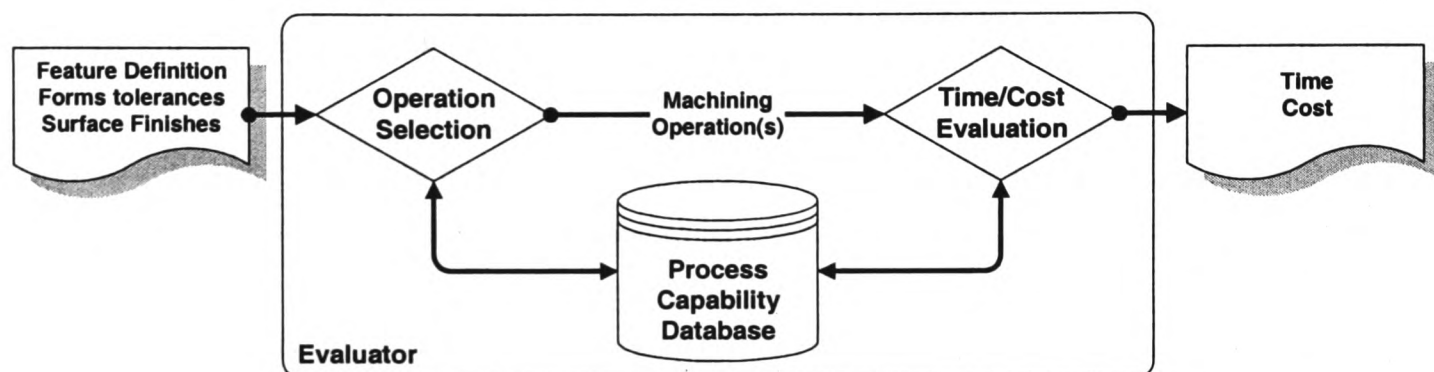 Feature Definition
Forms tolerances
Surface Finishes
Operation
Selection
Machining
Operation(s)
Time/Cost
Evaluation
Time
Cost
Process
Capability
Database
Evaluator